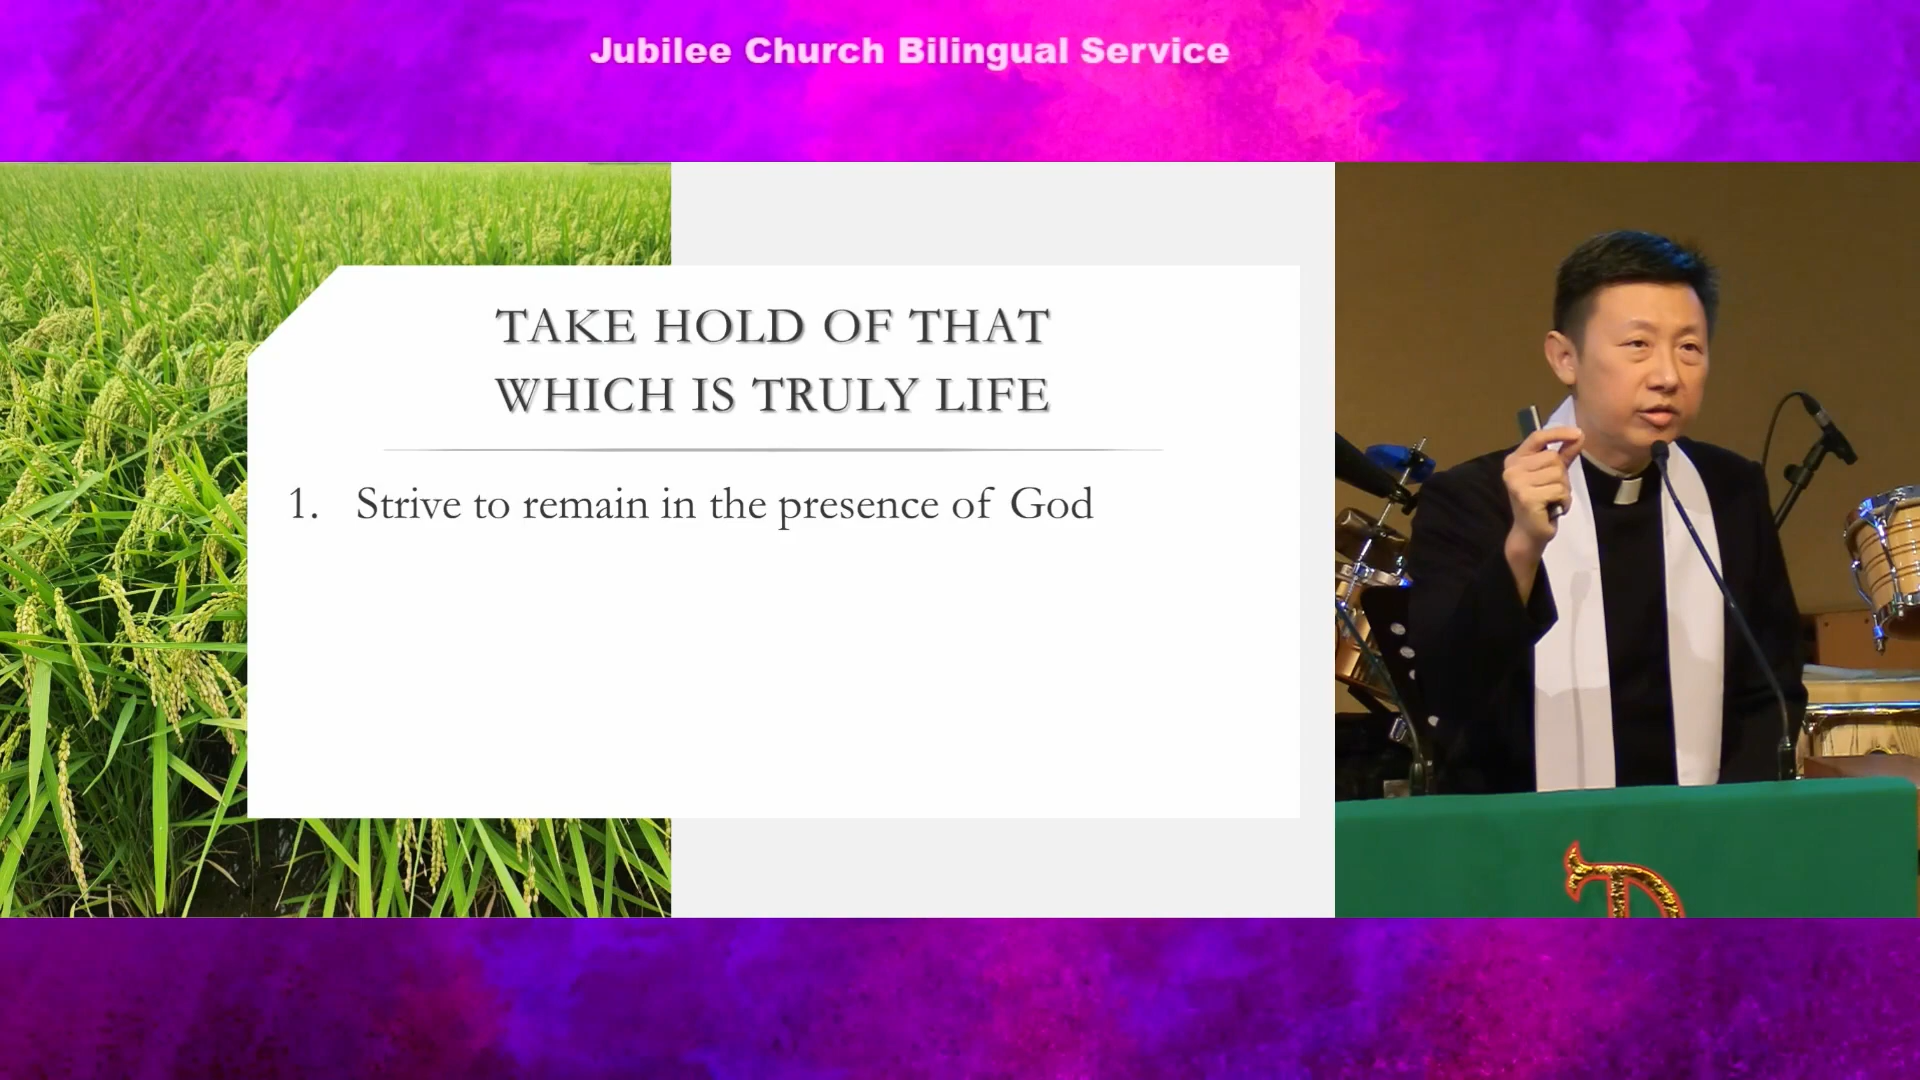 Jubilee Church Bilingual Service
TAKE HOLD OF THAT
WHICH IS TRULY LIFE
1. Strive to remain in the presence of God